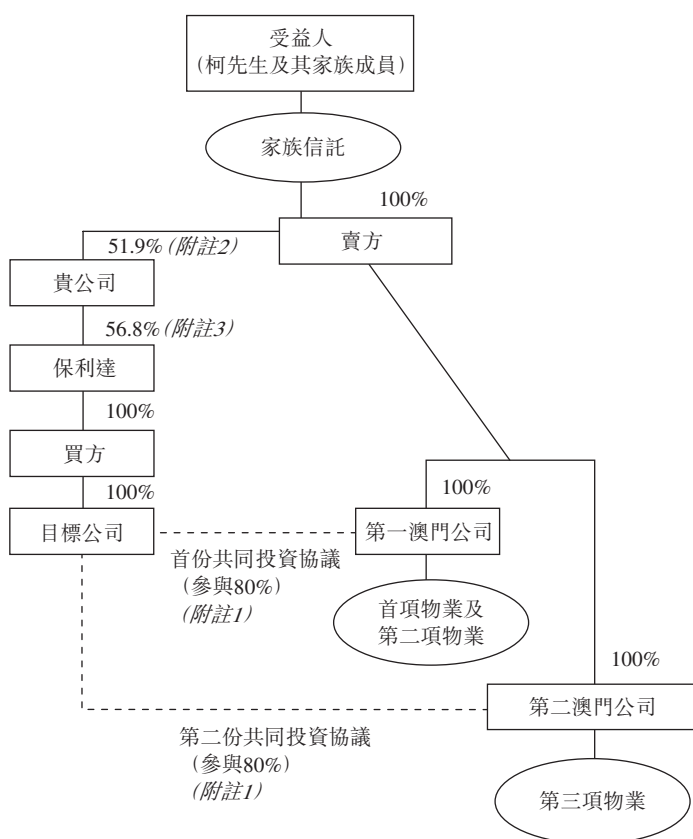 受益人
(柯先生及其家族成員)
家族信託
100%
賣方
51.9%(附註2)
貴公司
56.8%(附註3)
保利達
100%
買方
100%
目標公司
首份共同投資協議
(參與80%)
(附註1)
100%
第一澳門公司
首項物業及
第二項物業
100%
第二澳門公司
第二份共同投資協議
(參與80%)
(附註1)
第三項物業